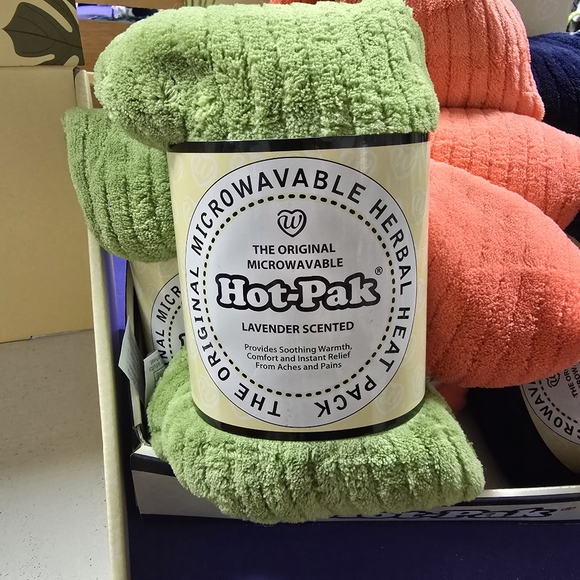 THE ORIGINAL MICROWAVABLE HERBAL HEAT PACK
W
THE ORIGINAL
MICROWAVABLE
Hot-Pak®
LAVENDER SCENTED
Provides Soothing Warmth,
Comfort and Instant Relief
From Aches and Pains